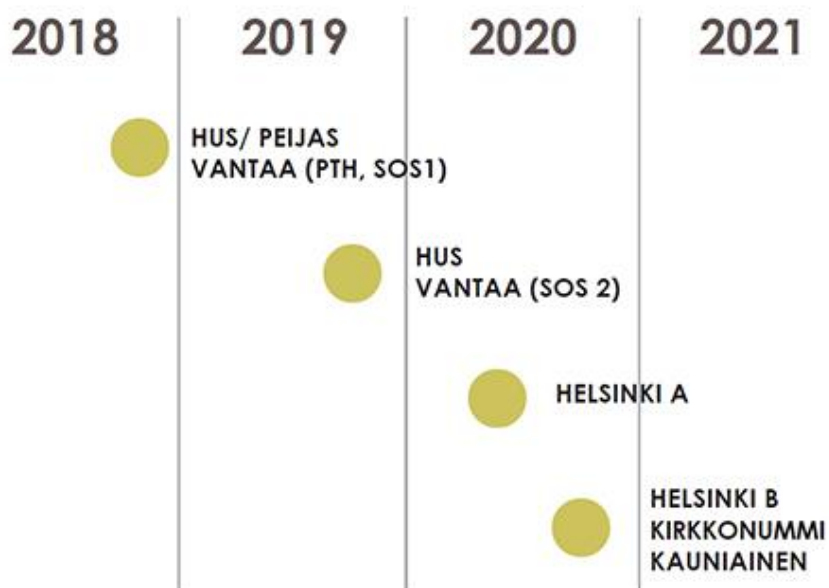 2018 2019 2020 2021
HUS/ PEIJAS
VANTAA (PTH, SOS1)
HUS
VANTAA (SOS 2)
HELSINKI A
HELSINKI B
KIRKKONUMMI
KAUNIAINEN